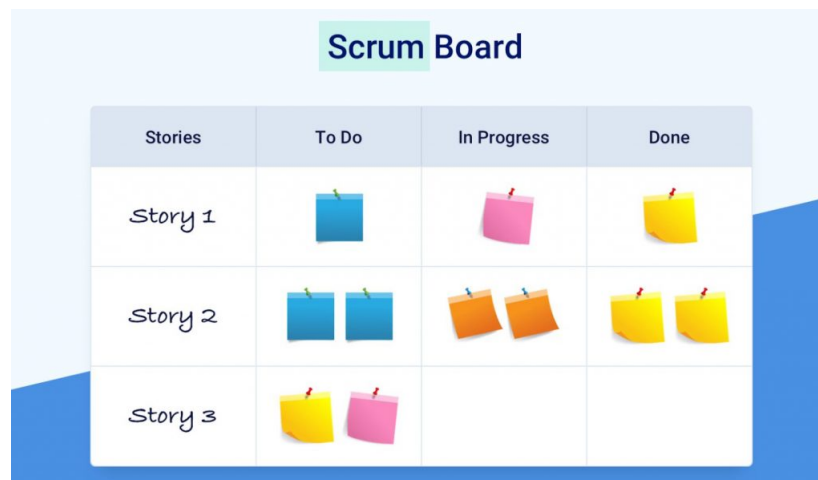 Scrum Board
Stories To Do In Progress Done
Story 1
Story 2
Story 3